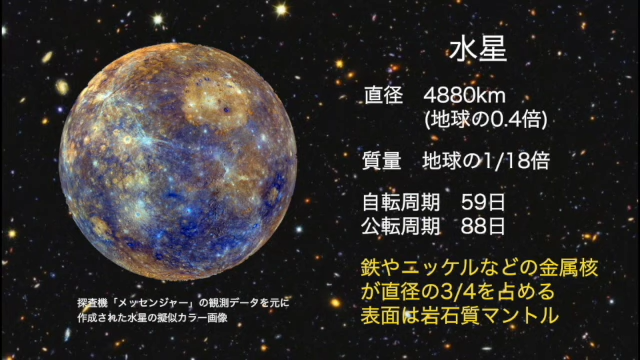 水星
直径　4880km
(地球の0.4倍)
質量　地球の1/18倍
自転周期　59日
公転周期　88日
鉄やニッケルなどの金属核
が直径の3/4を占める
表面は岩石質マントル
探査機「メッセンジャー」の観測データを元に
作成された水星の擬似カラー画像